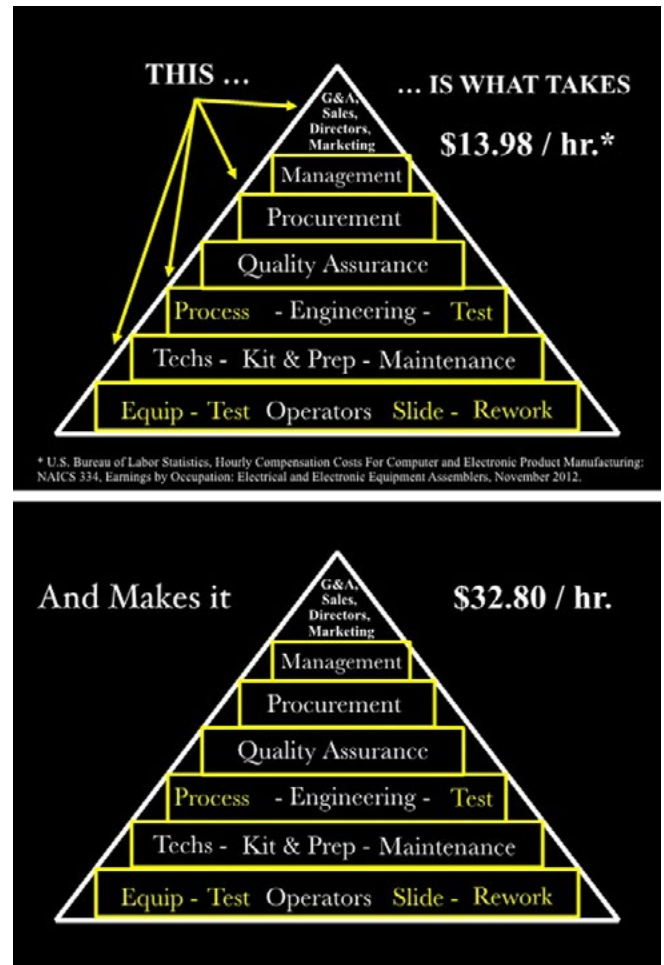 THIS ...
... IS WHAT TAKES
$13.98 / hr.*
G&A,
Sales,
Directors,
Marketing
Management
Procurement
Quality Assurance
Process - Engineering - Test
Techs - Kit & Prep - Maintenance
Equip - Test Operators Slide - Rework
* U.S. Bureau of Labor Statistics, Hourly Compensation Costs For Computer and Electronic Product Manufacturing:
NAICS 334, Earnings by Occupation: Electrical and Electronic Equipment Assemblers, November 2012.
And Makes it
$32.80 / hr.
G&A,
Sales,
Directors,
Marketing
Management
Procurement
Quality Assurance
Process - Engineering - Test
Techs - Kit & Prep - Maintenance
Equip - Test Operators Slide - Rework